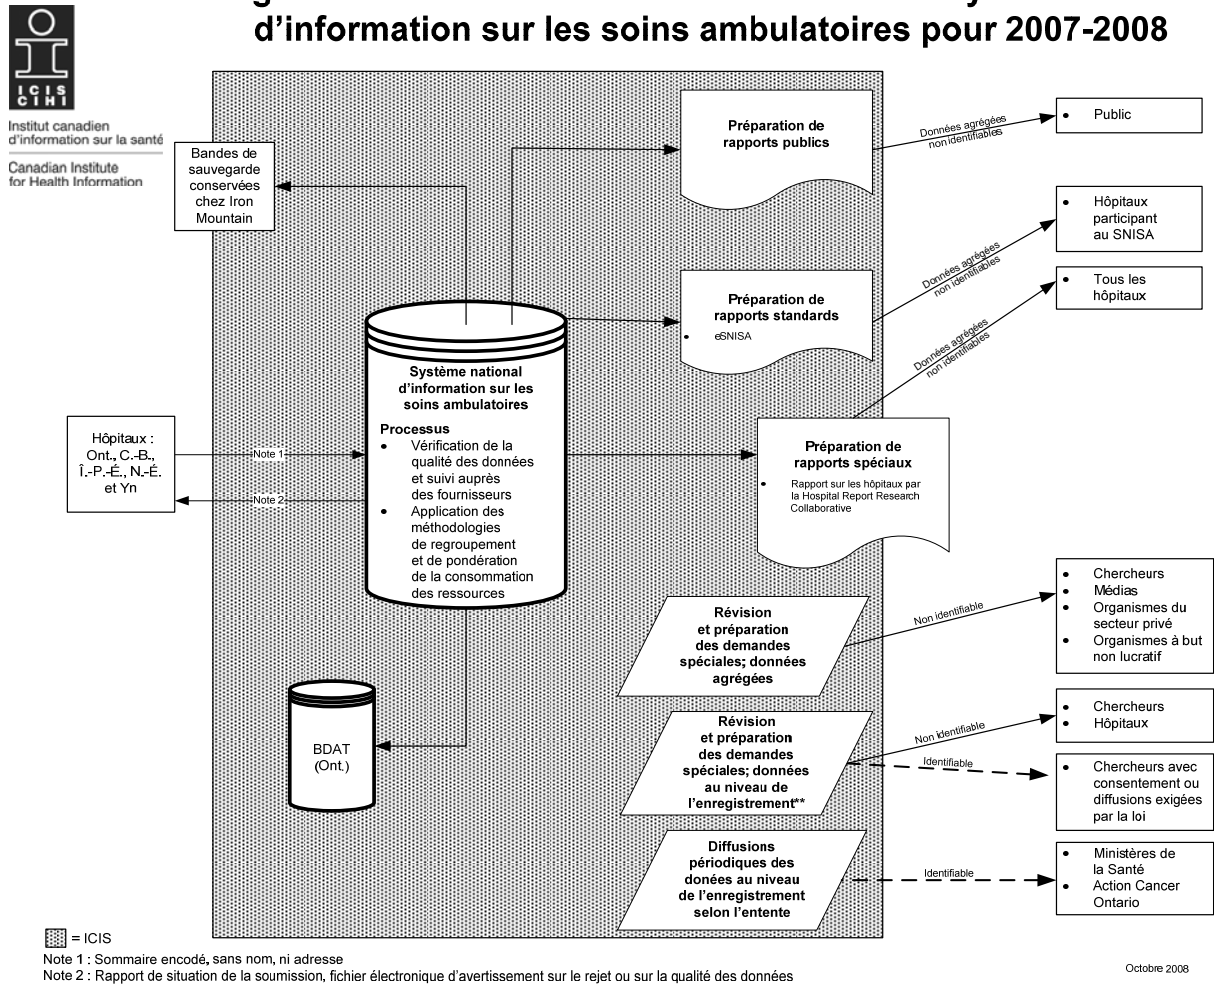 d'information sur les soins ambulatoires pour 2007-2008
ICIS
CIHI
Institut canadien
d'information sur la santé
Canadian Institute
for Health Information
Bandes de
sauvegarde
conservées
chez Iron
Mountain
Préparation de
rapports publics
Données agrégées
non identifiables
• Public
Préparation de
rapports standards
• eSNISA
Données agrégées
non identifiables
• Hôpitaux
participant
au SNISA
Données agrégées
non identifiables
• Tous les
hôpitaux
Système national
d'information sur les
soins ambulatoires
Processus
• Vérification de la
qualité des données
et suivi auprès
des fournisseurs
• Application des
méthodologies
de regroupement
et de pondération
de la consommation
des ressources
Hôpitaux :
Ont., C.-B.,
Î.-P.-É., N.-É.
et Yn
Note 1
Note 2
Préparation de
rapports spéciaux
• Rapport sur les hôpitaux par
la Hospital Report Research
Collaborative
Révision
et préparation
des demandes
spéciales; données
agrégées
Non identifiable
• Chercheurs
• Médias
• Organismes du
secteur privé
• Organismes à but
non lucratif
BDAT
(Ont.)
Révision
et préparation
des demandes
spéciales; données
au niveau de
l'enregistrement**
Non identifiable
• Chercheurs
• Hôpitaux
Identifiable
• Chercheurs avec
consentement ou
diffusions exigées
par la loi
Diffusions
périodiques des
donées au niveau
de l'enregistrement
selon l'entente
Identifiable
• Ministères de
la Santé
• Action Cancer
Ontario
= ICIS
Note 1 : Sommaire encodé, sans nom, ni adresse
Note 2 : Rapport de situation de la soumission, fichier électronique d'avertissement sur le rejet ou sur la qualité des données
Octobre 2008